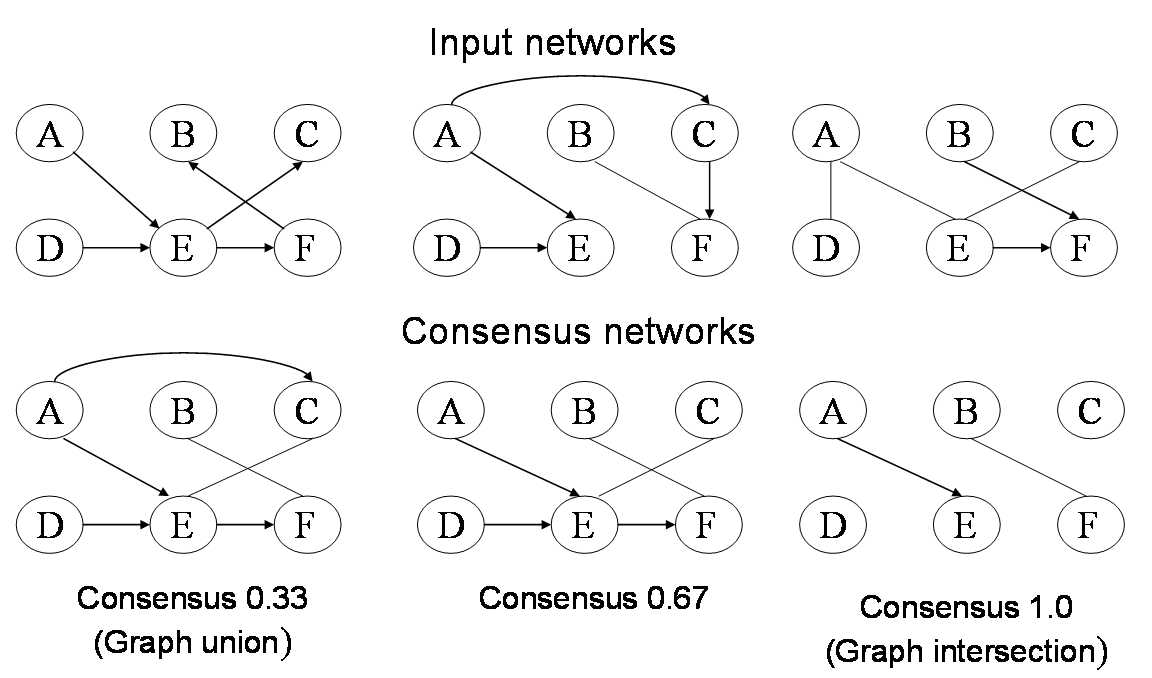 Input networks
A B C A B C A B C
D E F D E F D E F
Consensus networks
A B C A B C A B C
D E F D E F D E F
Consensus 0.33 Consensus 0.67 Consensus 1.0
(Graph union) (Graph intersection)